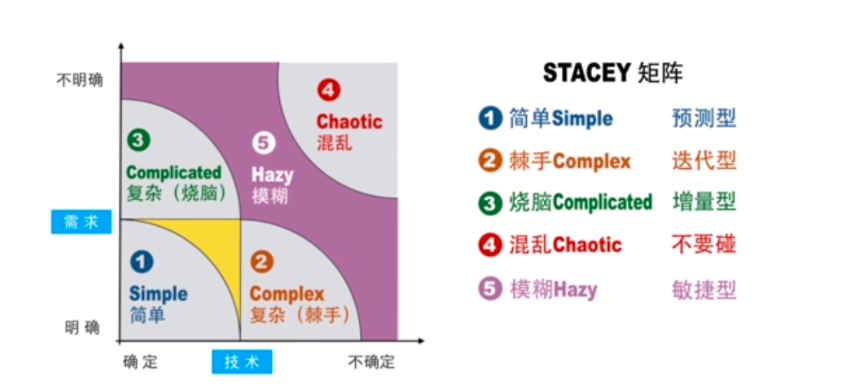 不明确
4
Chaotic
混乱
3
Complicated
复杂（烧脑）
5
Hazy
模糊
需 求
1
Simple
简单
2
Complex
复杂（棘手）
明 确
确 定
技 术
不确定
STACEY 矩阵
1 简单Simple 预测型
2 棘手Complex 迭代型
3 烧脑Complicated 增量型
4 混乱Chaotic 不要碰
5 模糊Hazy 敏捷型